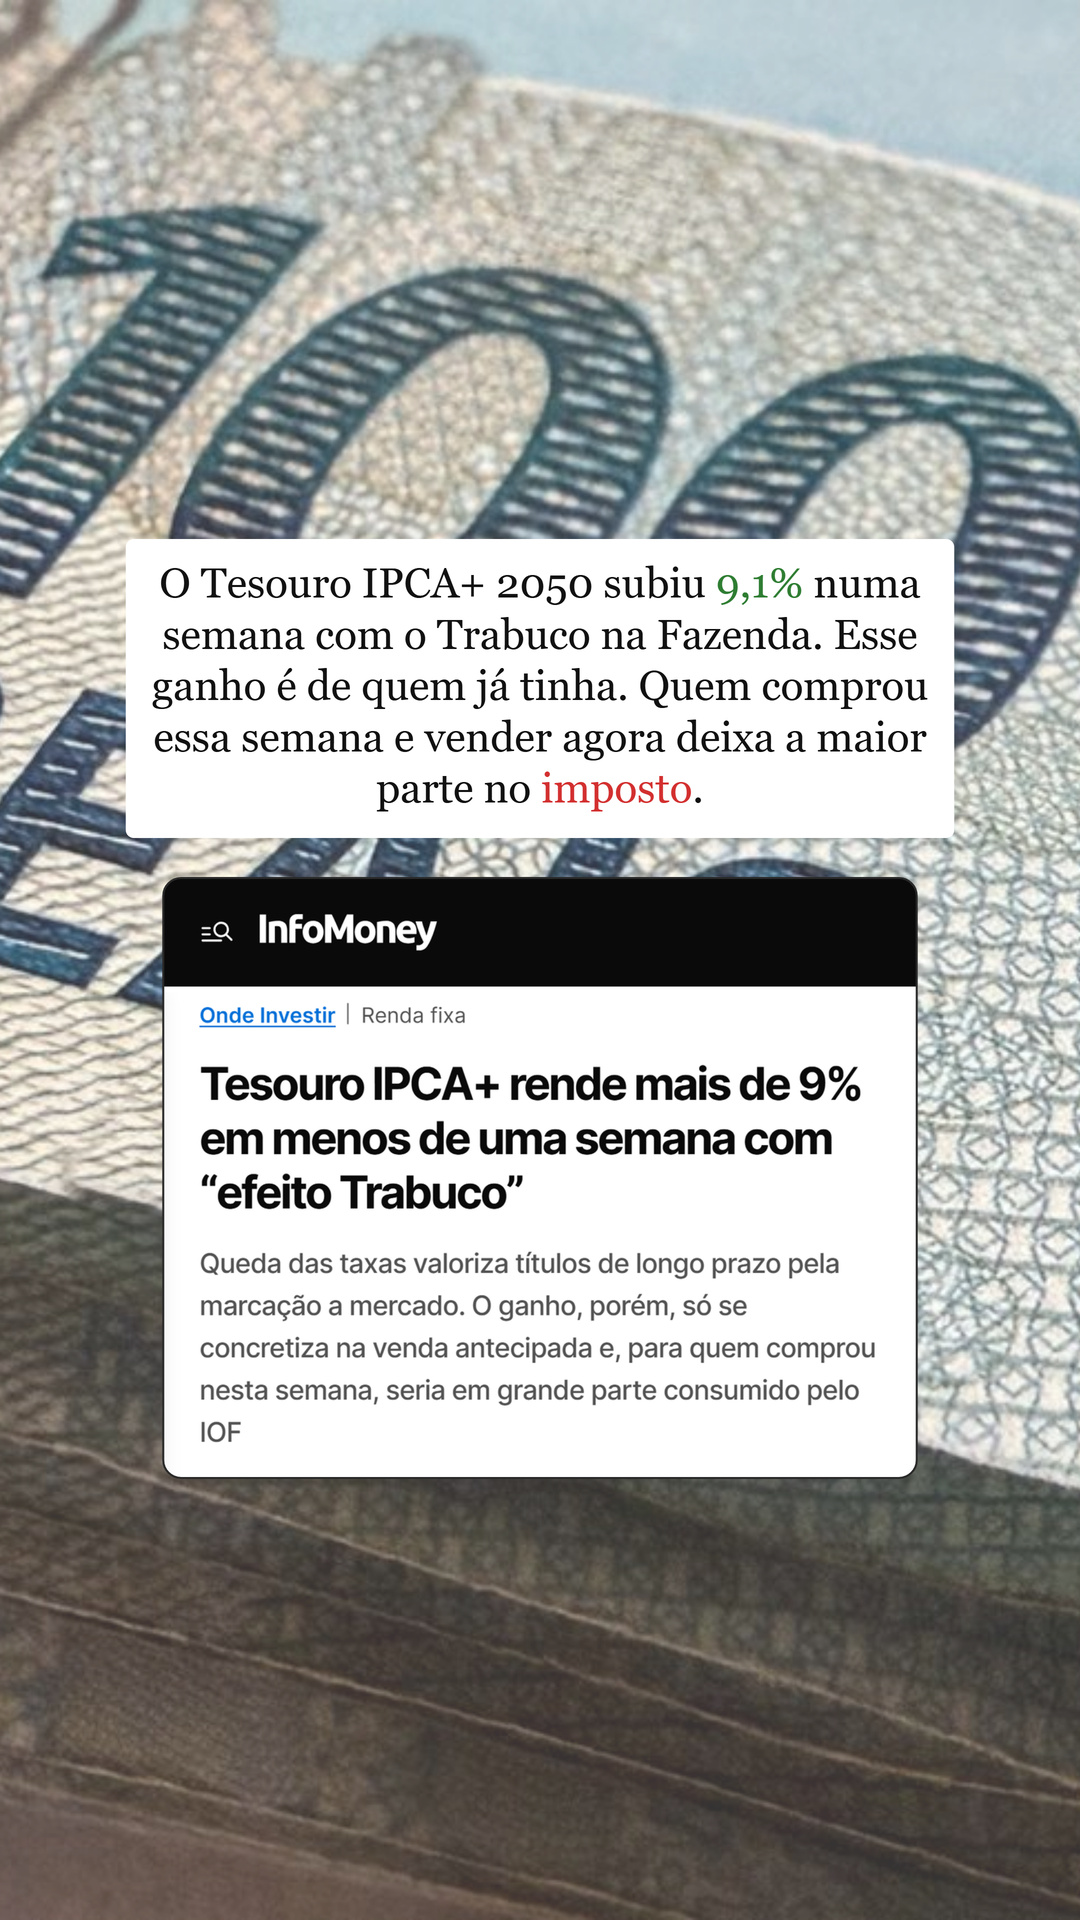 100
O Tesouro IPCA+ 2050 subiu 9,1% numa
semana com o Trabuco na Fazenda. Esse
ganho é de quem já tinha. Quem comprou
essa semana e vender agora deixa a maior
parte no imposto.
InfoMoney
Onde Investir | Renda fixa
Tesouro IPCA+ rende mais de 9%
em menos de uma semana com
“efeito Trabuco”
Queda das taxas valoriza títulos de longo prazo pela
marcação a mercado. O ganho, porém, só se
concretiza na venda antecipada e, para quem comprou
nesta semana, seria em grande parte consumido pelo
IOF